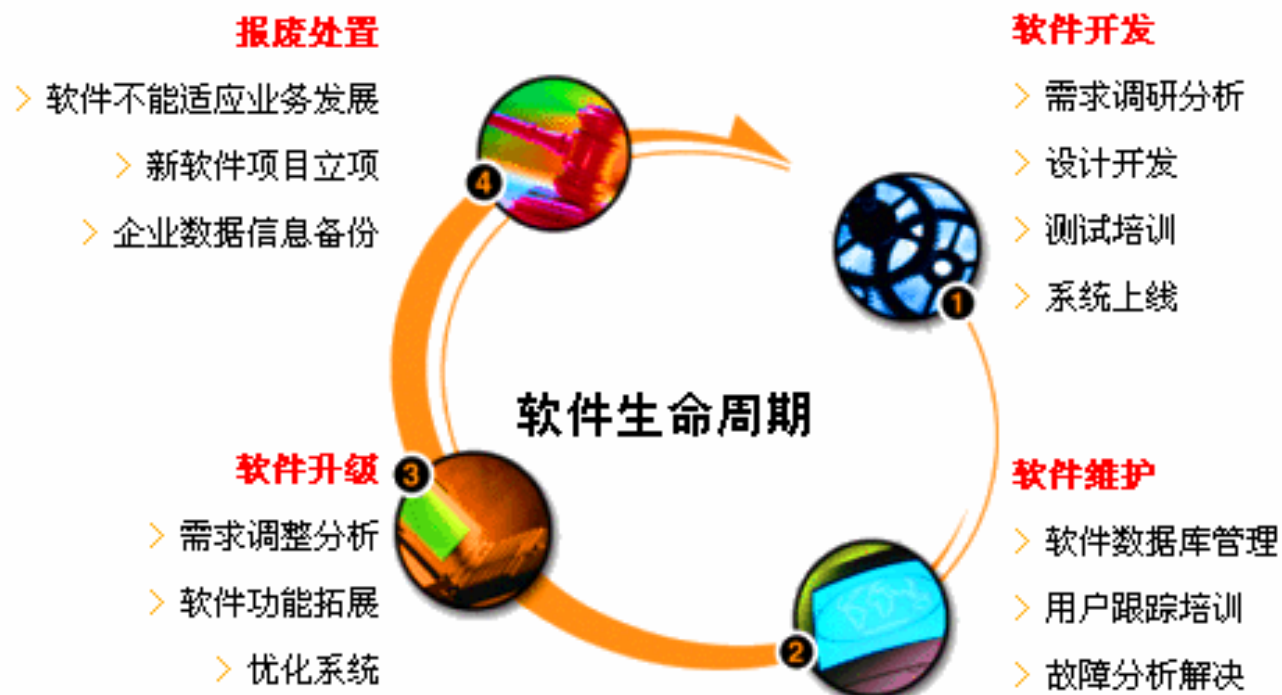 报废处置
软件不能适应业务发展
新软件项目立项
企业数据信息备份
4
软件开发
需求调研分析
设计开发
测试培训
系统上线
1
软件生命周期
软件升级
需求调整分析
软件功能拓展
优化系统
3
软件维护
软件数据库管理
用户跟踪培训
故障分析解决
2